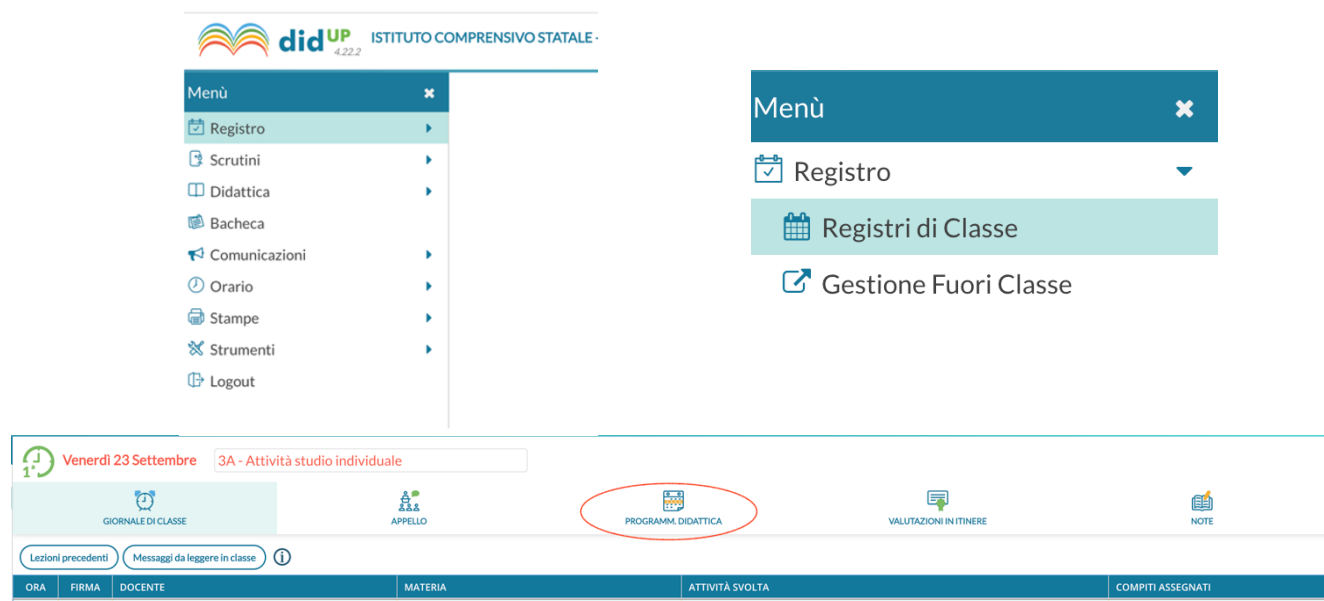 didUP
4.22.2
ISTITUTO COMPRENSIVO STATALE -
Menù
Registro
Scrutini
Didattica
Bacheca
Comunicazioni
Orario
Stampe
Strumenti
Logout
Menù
Registro
Registri di Classe
Gestione Fuori Classe
1°
Venerdì 23 Settembre
3A - Attività studio individuale
GIORNALE DI CLASSE
APPELLO
PROGRAMM. DIDATTICA
VALUTAZIONI IN ITINERE
NOTE
Lezioni precedenti
Messaggi da leggere in classe
ORA FIRMA DOCENTE MATERIA ATTIVITÀ SVOLTA COMPITI ASSEGNATI